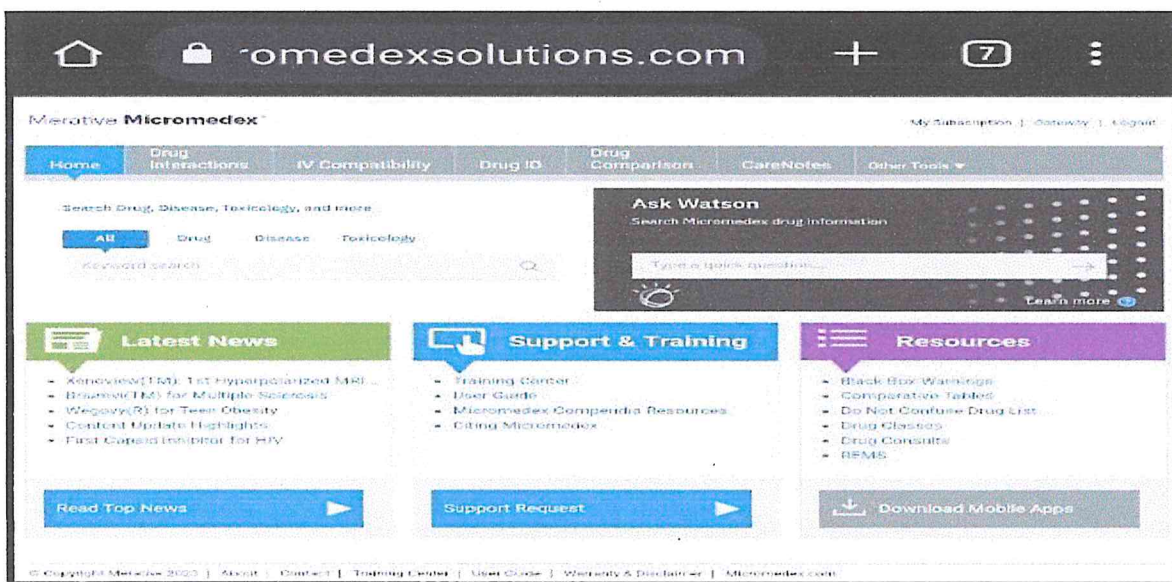 romedexsolutions.com
7
Merative Micromedex
My Subscription | Gateway | Logout
Home
Drug Interactions
IV Compatibility
Drug ID
Drug Comparison
CareNotes
Other Tools
Search Drug, Disease, Toxicology, and more
All
Drug
Disease
Toxicology
Keyword search
Ask Watson
Search Micromedex drug information
Type a quick question...
Learn more ?
Latest News
Xenoview(TM): 1st Hyperpolarized MRI...
Briumvi(TM) for Multiple Sclerosis
Wegovy(R) for Teen Obesity
Content Update Highlights
First Capsid Inhibitor for HIV
Read Top News
Support & Training
Training Center
User Guide
Micromedex Compendia Resources
Citing Micromedex
Support Request
Resources
Black Box Warnings
Comparative Tables
Do Not Confuse Drug List
Drug Classes
Drug Consults
REMS
Download Mobile Apps
© Copyright Merative 2023 | About | Contact | Training Center | User Guide | Warranty & Disclaimer | Micromedex.com